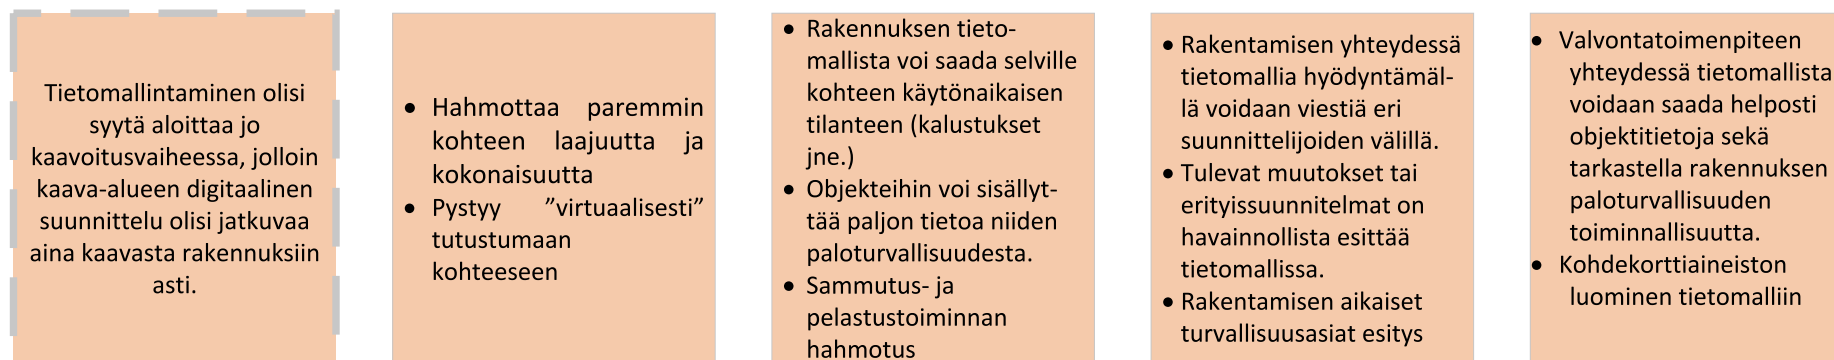 Tietomallintaminen olisi
syytä aloittaa jo
kaavoitusvaiheessa, jolloin
kaava-alueen digitaalinen
suunnittelu olisi jatkuvaa
aina kaavasta rakennuksiin
asti.
• Hahmottaa paremmin
kohteen laajuutta ja
kokonaisuutta
• Pystyy ”virtuaalisesti”
tutustumaan
kohteeseen
• Rakennuksen tieto-
mallista voi saada selville
kohteen käytönaikaisen
tilanteen (kalustukset
jne.)
• Objekteihin voi sisällyt-
tää paljon tietoa niiden
paloturvallisuudesta.
• Sammutus- ja
pelastustoiminnan
hahmotus
• Rakentamisen yhteydessä
tietomallia hyödyntämäl-
lä voidaan viestiä eri
suunnittelijoiden välillä.
• Tulevat muutokset tai
erityissuunnitelmat on
havainnollista esittää
tietomallissa.
• Rakentamisen aikaiset
turvallisuusasiat esitys
• Valvontatoimenpiteen
yhteydessä tietomallista
voidaan saada helposti
objektitietoja sekä
tarkastella rakennuksen
paloturvallisuuden
toiminnallisuutta.
• Kohdekorttiaineiston
luominen tietomalliin